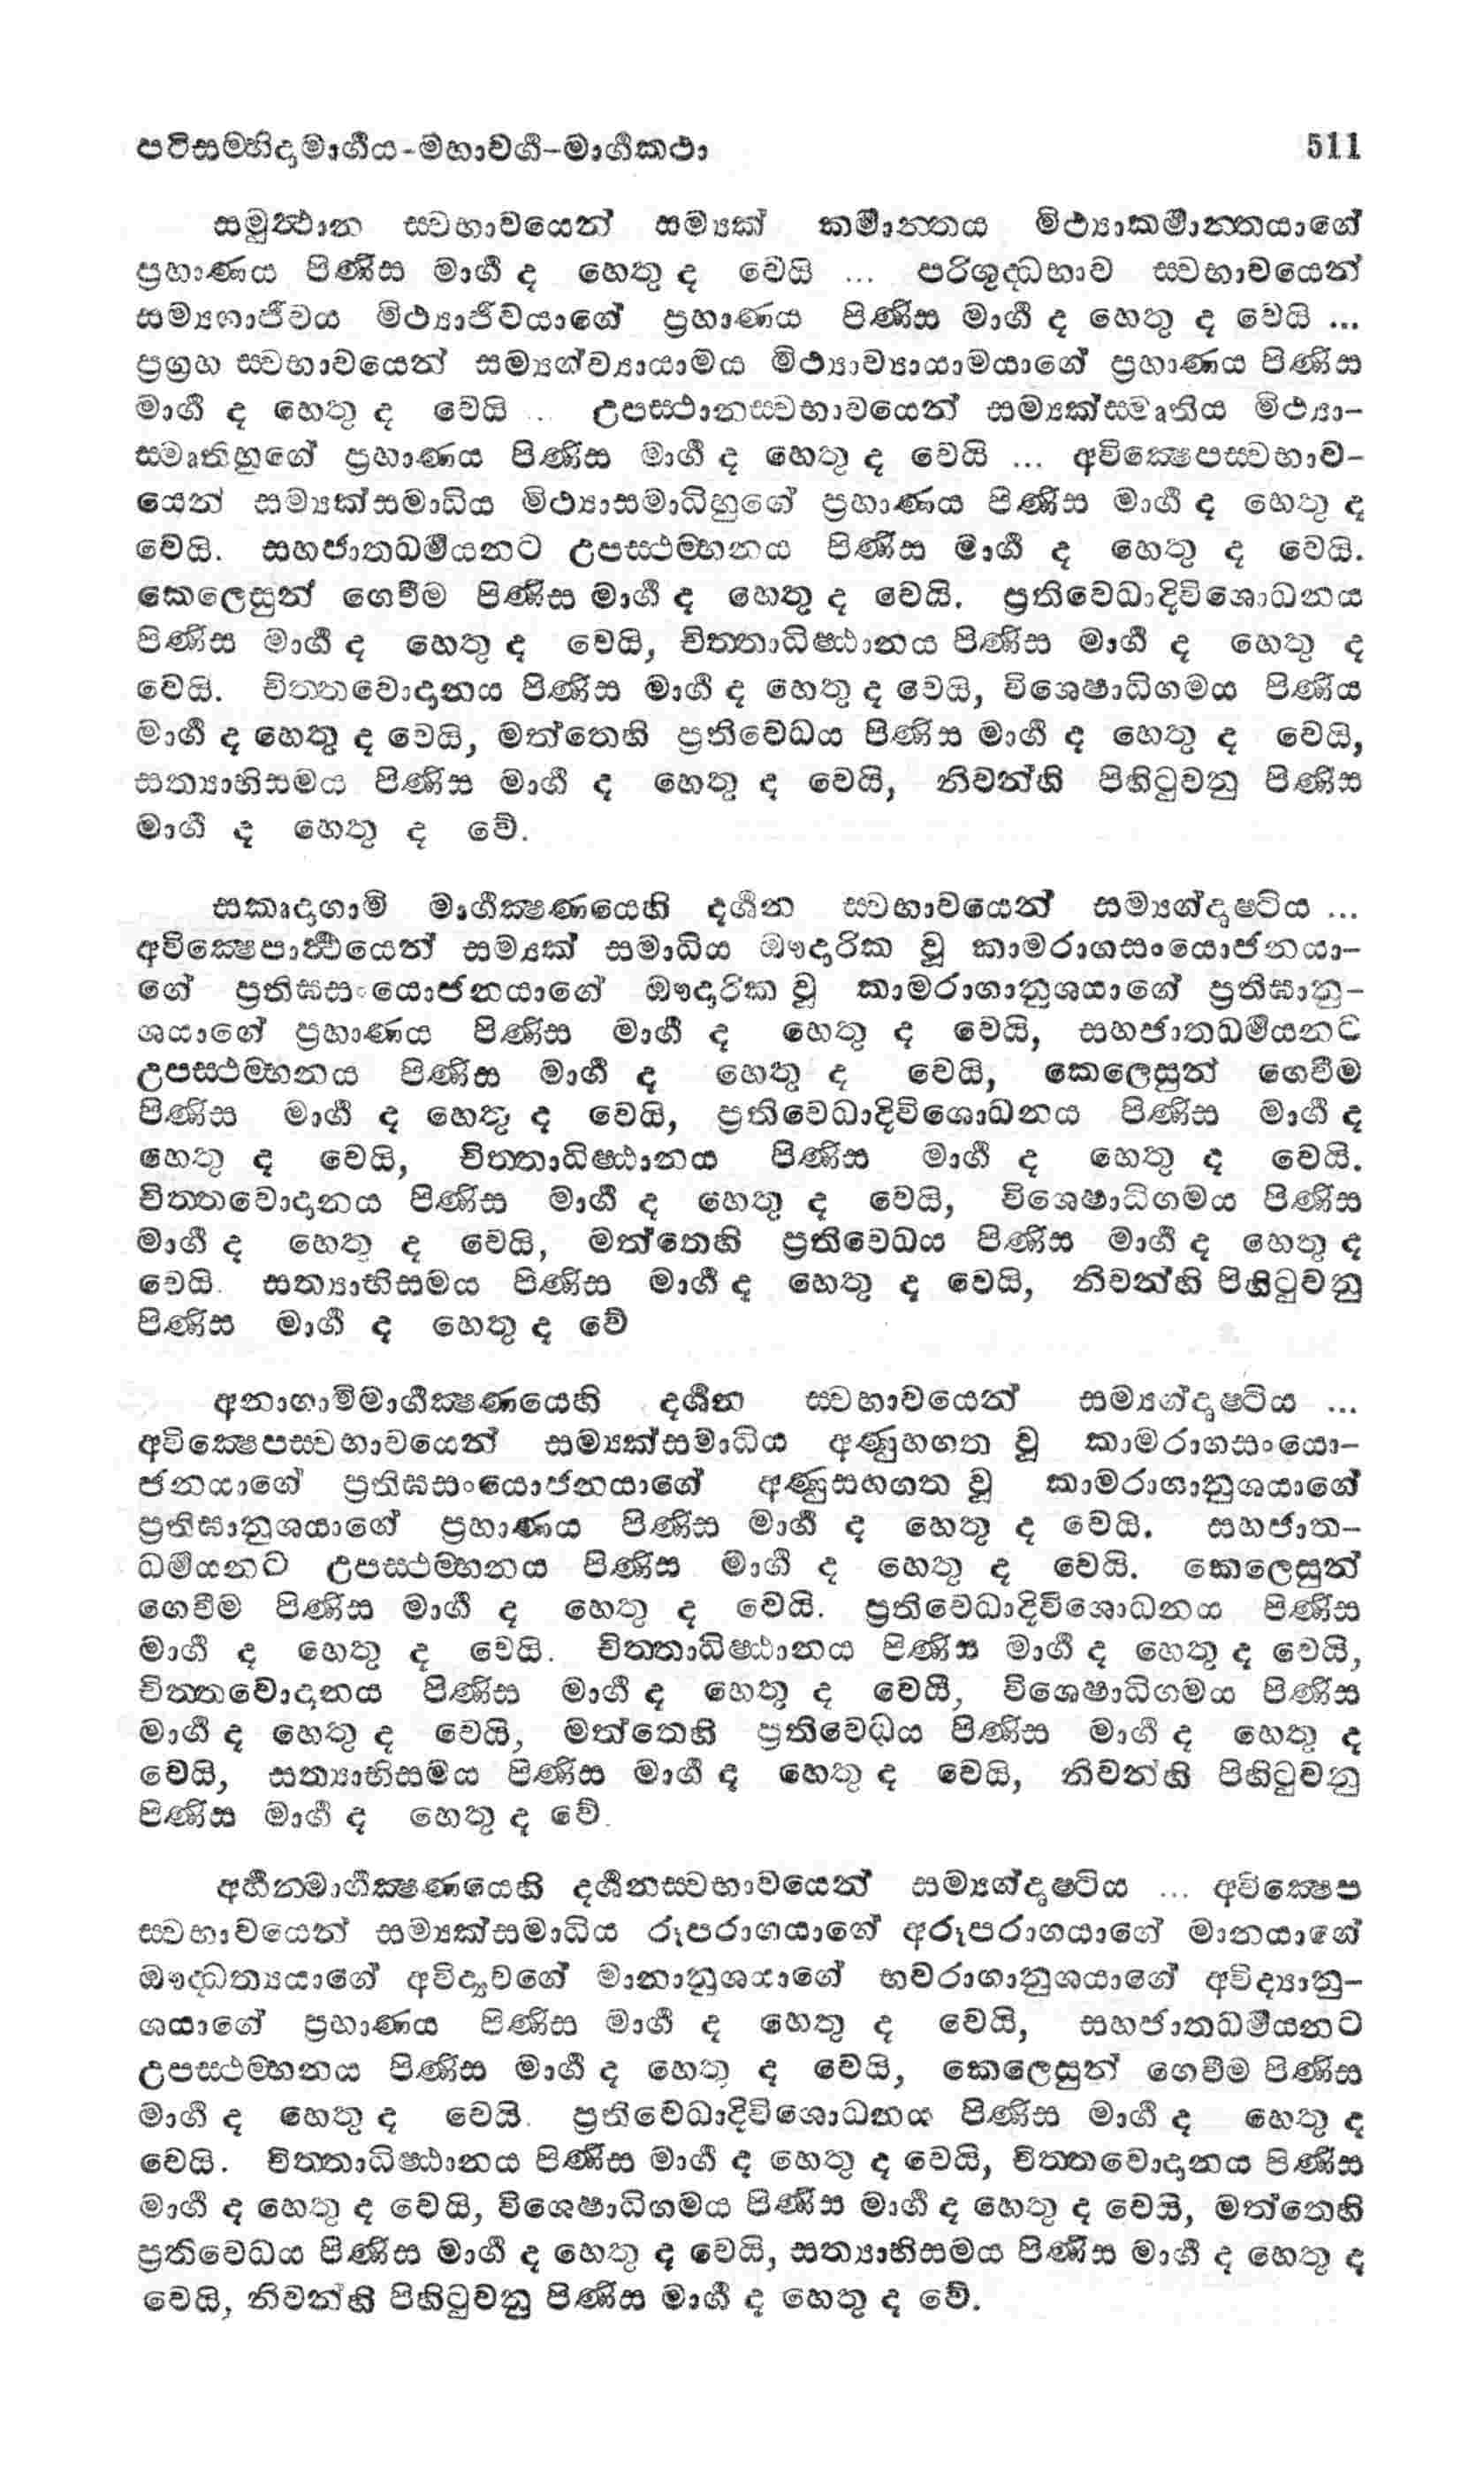 පටිසම්භිදාමාර්ගය-මහාවර්ග-මාර්ගකථා 511
සමුත්‍ථාන ස්වභාවයෙන් සම්‍යක් කර්මාන්තය මිථ්‍යාකර්මාන්තයාගේ
ප්‍රහාණය පිණිස මාර්ග ද හෙතු ද වෙයි ... පරිශුද්ධභාව ස්වභාවයෙන්
සම්‍යගාජීවය මිථ්‍යාජීවයාගේ ප්‍රහාණය පිණිස මාර්ග ද හෙතු ද වෙයි ...
ප්‍රග්‍රහ ස්වභාවයෙන් සම්‍යග්ව්‍යායාමය මිථ්‍යාව්‍යායාමයාගේ ප්‍රහාණය පිණිස
මාර්ග ද හෙතු ද වෙයි ... උපස්ථානස්වභාවයෙන් සම්‍යක්ස්මෘතිය මිථ්‍යා-
ස්මෘතිහුගේ ප්‍රහාණය පිණිස මාර්ග ද හෙතු ද වෙයි ... අවික්‍ෂෙපස්වභාව-
යෙන් සම්‍යක්සමාධිය මිථ්‍යාසමාධිහුගේ ප්‍රහාණය පිණිස මාර්ග ද හෙතු ද
වෙයි. සහජාතධර්මයනට උපස්ථම්භනය පිණිස මාර්ග ද හෙතු ද වෙයි.
කෙලෙසුන් ගෙවීම පිණිස මාර්ග ද හෙතු ද වෙයි. ප්‍රතිවෙධාදිවිශොධනය
පිණිස මාර්ග ද හෙතු ද වෙයි, චිත්තාධිෂ්ඨානය පිණිස මාර්ග ද හෙතු ද
වෙයි. චිත්තවොදානය පිණිස මාර්ග ද හෙතු ද වෙයි, විශෙෂාධිගමය පිණිය
මාර්ග ද හෙතු ද වෙයි, මත්තෙහි ප්‍රතිවෙධය පිණිස මාර්ග ද හෙතු ද වෙයි,
සත්‍යාභිසමය පිණිස මාර්ග ද හෙතු ද වෙයි, නිවන්හි පිහිටුවනු පිණිස
මාර්ග ද හෙතු ද වේ.
සකෘදාගාමි මාර්ගක්‍ෂණයෙහි දර්ශන ස්වභාවයෙන් සම්‍යග්දෘෂ්ටිය ...
අවික්‍ෂෙපාර්ථයෙන් සම්‍යක් සමාධිය ඖදාරික වූ කාමරාගසංයොජනයා-
ගේ ප්‍රතිඝසංයොජනයාගේ ඖදාරික වූ කාමරාගානුශයාගේ ප්‍රතිඝානු-
ශයාගේ ප්‍රහාණය පිණිස මාර්ග ද හෙතු ද වෙයි, සහජාතධර්මයනට
උපස්ථම්භනය පිණිස මාර්ග ද හෙතු ද වෙයි, කෙලෙසුන් ගෙවීම
පිණිස මාර්ග ද හෙතු ද වෙයි, ප්‍රතිවෙධාදිවිශොධනය පිණිස මාර්ග ද
හෙතු ද වෙයි, චිත්තාධිෂ්ඨානය පිණිස මාර්ග ද හෙතු ද වෙයි.
චිත්තවොදානය පිණිස මාර්ග ද හෙතු ද වෙයි, විශෙෂාධිගමය පිණිස
මාර්ග ද හෙතු ද වෙයි, මත්තෙහි ප්‍රතිවෙධය පිණිස මාර්ග ද හෙතු ද
වෙයි. සත්‍යාභිසමය පිණිස මාර්ග ද හෙතු ද වෙයි, නිවන්හි පිහිටුවනු
පිණිස මාර්ග ද හෙතු ද වේ
අනාගාමිමාර්ගක්‍ෂණයෙහි දර්ශන ස්වභාවයෙන් සම්‍යග්දෘෂ්ටිය ...
අවික්‍ෂෙපස්වභාවයෙන් සම්‍යක්සමාධිය අණුහගත වූ කාමරාගසංයො-
ජනයාගේ ප්‍රතිඝසංයොජනයාගේ අණුසහගත වූ කාමරාගානුශයාගේ
ප්‍රතිඝානුශයාගේ ප්‍රහාණය පිණිස මාර්ග ද හෙතු ද වෙයි. සහජාත-
ධර්මයනට උපස්ථම්භනය පිණිස මාර්ග ද හෙතු ද වෙයි. කෙලෙසුන්
ගෙවීම පිණිස මාර්ග ද හෙතු ද වෙයි. ප්‍රතිවෙධාදිවිශොධනය පිණිස
මාර්ග ද හෙතු ද වෙයි. චිත්තාධිෂ්ඨානය පිණිස මාර්ග ද හෙතු ද වෙයි,
චිත්තවොදානය පිණිස මාර්ග ද හෙතු ද වෙයි, විශෙෂාධිගමය පිණිස
මාර්ග ද හෙතු ද වෙයි, මත්තෙහි ප්‍රතිවෙධය පිණිස මාර්ග ද හෙතු ද
වෙයි, සත්‍යාභිසමය පිණිස මාර්ග ද හෙතු ද වෙයි, නිවන්හි පිහිටුවනු
පිණිස මාර්ග ද හෙතු ද වේ.
අර්හත්මාර්ගක්‍ෂණයෙහි දර්ශනස්වභාවයෙන් සම්‍යග්දෘෂ්ටිය ... අවික්‍ෂෙප
ස්වභාවයෙන් සම්‍යක්සමාධිය රූපරාගයාගේ අරූපරාගයාගේ මානයාගේ
ඖද්ධත්‍යයාගේ අවිද්‍යාවගේ මානානුශයාගේ භවරාගානුශයාගේ අවිද්‍යානු-
ශයාගේ ප්‍රහාණය පිණිස මාර්ග ද හෙතු ද වෙයි, සහජාතධර්මයනට
උපස්ථම්භනය පිණිස මාර්ග ද හෙතු ද වෙයි, කෙලෙසුන් ගෙවීම පිණිස
මාර්ග ද හෙතු ද වෙයි. ප්‍රතිවෙධාදිවිශොධනය පිණිස මාර්ග ද හෙතු ද
වෙයි. චිත්තාධිෂ්ඨානය පිණිස මාර්ග ද හෙතු ද වෙයි, චිත්තවොදානය පිණිස
මාර්ග ද හෙතු ද වෙයි, විශෙෂාධිගමය පිණිස මාර්ග ද හෙතු ද වෙයි, මත්තෙහි
ප්‍රතිවෙධය පිණිස මාර්ග ද හෙතු ද වෙයි, සත්‍යාභිසමය පිණිස මාර්ග ද හෙතු ද
වෙයි, නිවන්හි පිහිටුවනු පිණිස මාර්ග ද හෙතු ද වේ.